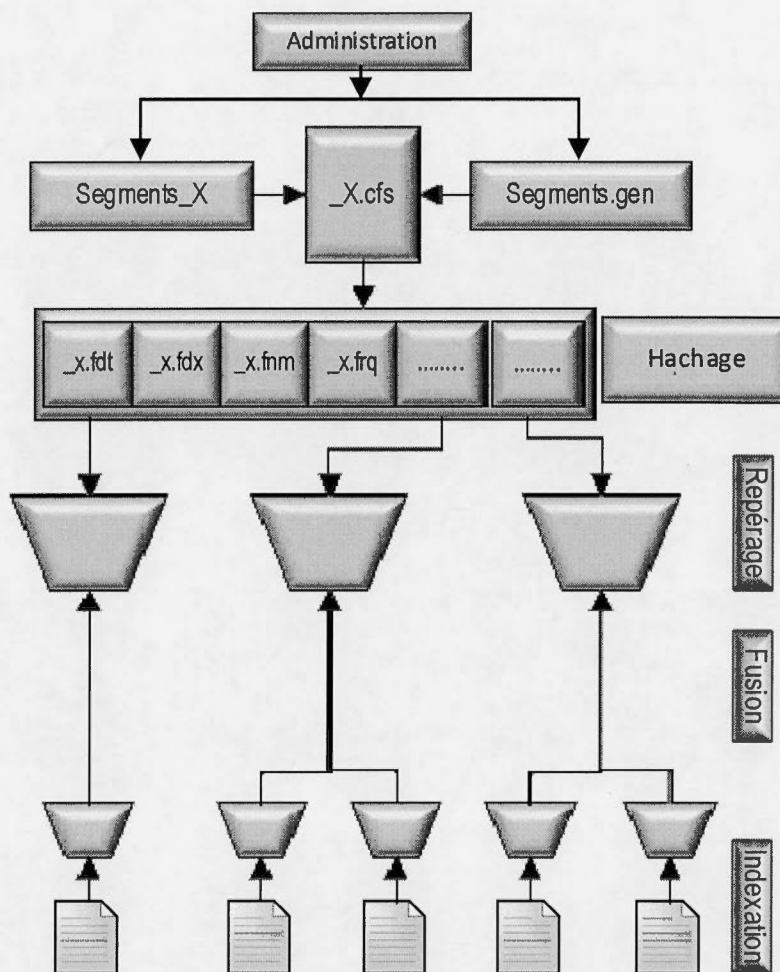 Administration
Segments_X
_X.cfs
Segments.gen
_x.fdt
_x.fdx
_x.fnm
_x.frq
........
........
Hachage
Repérage
Fusion
Indexation